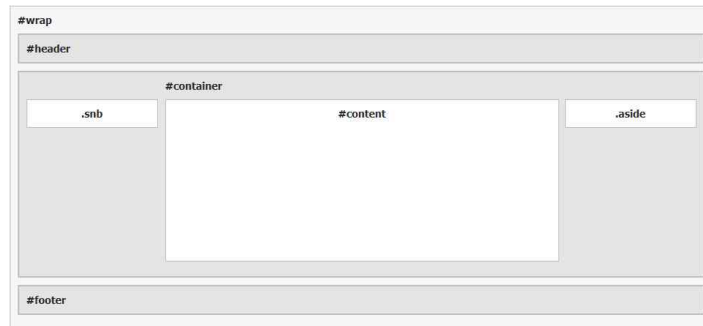 #wrap
#header
#container
.snb
#content
.aside
#footer